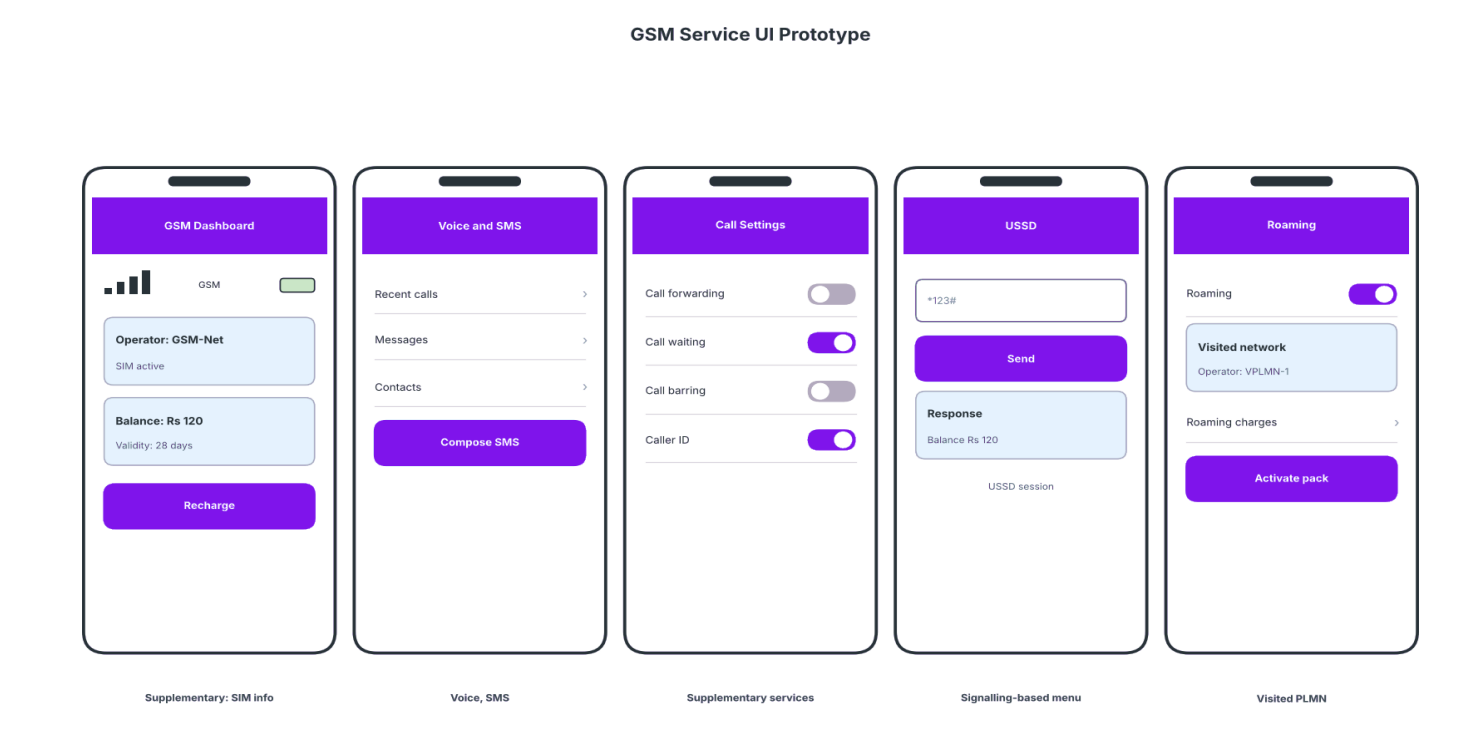 GSM Service UI Prototype
GSM Dashboard
GSM
Operator: GSM-Net
SIM active
Balance: Rs 120
Validity: 28 days
Recharge
Supplementary: SIM info
Voice and SMS
Recent calls
Messages
Contacts
Compose SMS
Voice, SMS
Call Settings
Call forwarding
Call waiting
Call barring
Caller ID
Supplementary services
USSD
*123#
Send
Response
Balance Rs 120
USSD session
Signalling-based menu
Roaming
Roaming
Visited network
Operator: VPLMN-1
Roaming charges
Activate pack
Visited PLMN